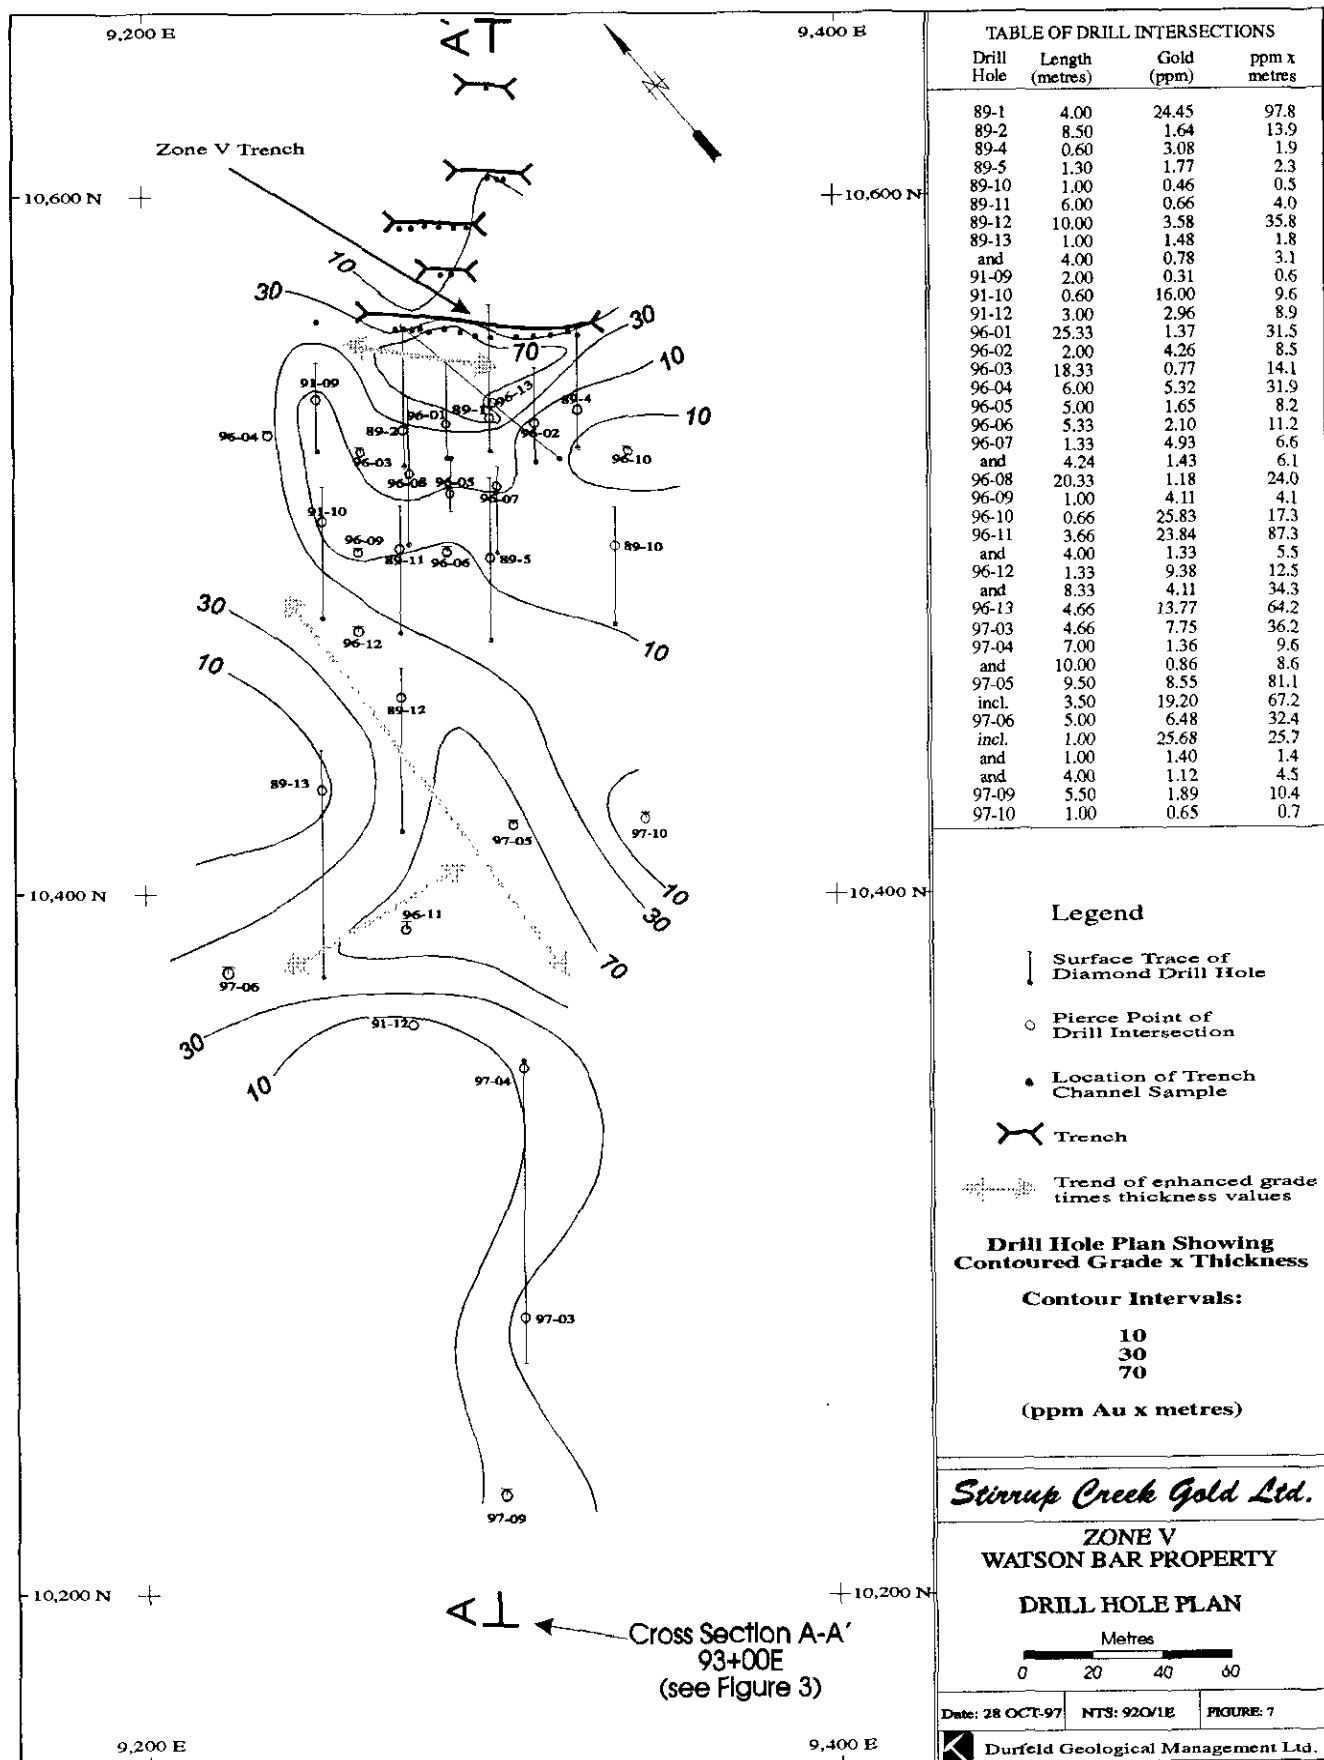 9,200 E
A'
9,400 E
Zone V Trench
N
10,600 N
10,600 N
10
30
30
70
10
10
91-09
96-13
96-01
89-1
89-4
89-2
96-02
96-04
96-03
96-10
96-08
96-05
96-07
91-10
96-09
89-11
96-06
89-5
89-10
30
10
10
96-12
89-12
89-13
97-05
97-10
10,400 N
10,400 N
10
30
96-11
70
97-06
91-12
30
10
97-04
97-03
97-09
10,200 N
10,200 N
A
Cross Section A-A'
93+00E
(see Figure 3)
9,200 E
9,400 E
TABLE OF DRILL INTERSECTIONS
Drill Length Gold ppm x
Hole (metres) (ppm) metres
89-1 4.00 24.45 97.8
89-2 8.50 1.64 13.9
89-4 0.60 3.08 1.9
89-5 1.30 1.77 2.3
89-10 1.00 0.46 0.5
89-11 6.00 0.66 4.0
89-12 10.00 3.58 35.8
89-13 1.00 1.48 1.8
and 4.00 0.78 3.1
91-09 2.00 0.31 0.6
91-10 0.60 16.00 9.6
91-12 3.00 2.96 8.9
96-01 25.33 1.37 31.5
96-02 2.00 4.26 8.5
96-03 18.33 0.77 14.1
96-04 6.00 5.32 31.9
96-05 5.00 1.65 8.2
96-06 5.33 2.10 11.2
96-07 1.33 4.93 6.6
and 4.24 1.43 6.1
96-08 20.33 1.18 24.0
96-09 1.00 4.11 4.1
96-10 0.66 25.83 17.3
96-11 3.66 23.84 87.3
and 4.00 1.33 5.5
96-12 1.33 9.38 12.5
and 8.33 4.11 34.3
96-13 4.66 13.77 64.2
97-03 4.66 7.75 36.2
97-04 7.00 1.36 9.6
and 10.00 0.86 8.6
97-05 9.50 8.55 81.1
incl. 3.50 19.20 67.2
97-06 5.00 6.48 32.4
incl. 1.00 25.68 25.7
and 1.00 1.40 1.4
and 4.00 1.12 4.5
97-09 5.50 1.89 10.4
97-10 1.00 0.65 0.7
Legend
Surface Trace of
Diamond Drill Hole
Pierce Point of
Drill Intersection
Location of Trench
Channel Sample
Trench
Trend of enhanced grade
times thickness values
Drill Hole Plan Showing
Contoured Grade x Thickness
Contour Intervals:
10
30
70
(ppm Au x metres)
Stirrup Creek Gold Ltd.
ZONE V
WATSON BAR PROPERTY
DRILL HOLE PLAN
Metres
0 20 40 60
Date: 28 OCT-97 NTS: 92O/1E FIGURE: 7
Durfeld Geological Management Ltd.